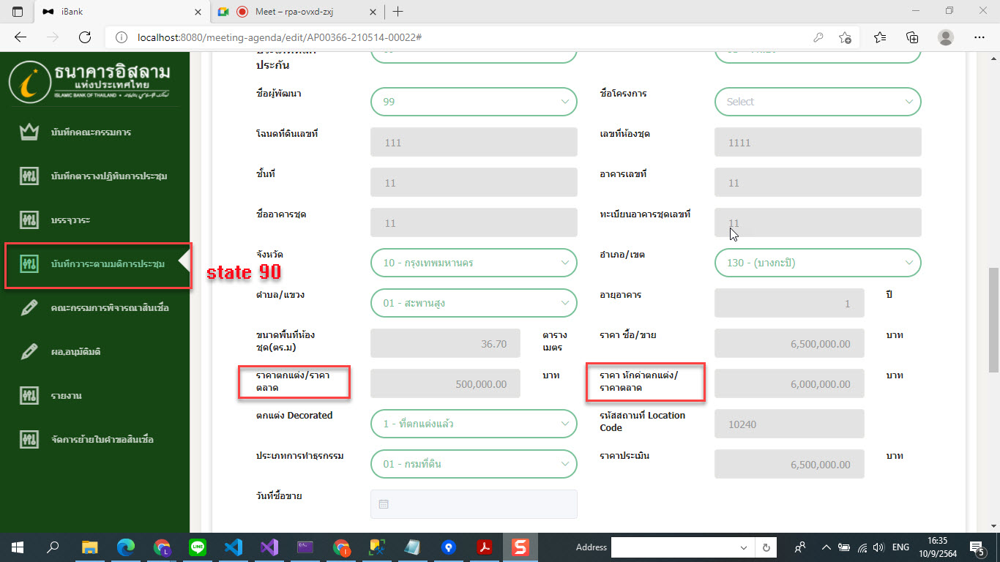 iBank
Meet – rpa-ovxd-zxj
localhost:8080/meeting-agenda/edit/AP00366-210514-00022#
ธนาคารอิสลาม
แห่งประเทศไทย
ISLAMIC BANK OF THAILAND
บันทึกคณะกรรมการ
บันทึกตารางปฏิทินการประชุม
บรรจุวาระ
บันทึกวาระตามมติการประชุม
state 90
คณะกรรมการพิจารณาสินเชื่อ
ผอ.อนุมัติมติ
รายงาน
จัดการย้ายใบคำขอสินเชื่อ
ประกัน
ชื่อผู้พัฒนา
99
ชื่อโครงการ
Select
โฉนดที่ดินเลขที่
111
เลขที่ห้องชุด
1111
ชั้นที่
11
อาคารเลขที่
11
ชื่ออาคารชุด
11
ทะเบียนอาคารชุดเลขที่
11
จังหวัด
10 - กรุงเทพมหานคร
อำเภอ/เขต
130 - (บางกะปิ)
ตำบล/แขวง
01 - สะพานสูง
อายุอาคาร
1
ปี
ขนาดพื้นที่ห้อง
ชุด(ตร.ม)
36.70
ตาราง
เมตร
ราคา ซื้อ/ขาย
6,500,000.00
บาท
ราคาตกแต่ง/ราคา
ตลาด
500,000.00
บาท
ราคา หักค่าตกแต่ง/
ราคาตลาด
6,000,000.00
บาท
ตกแต่ง Decorated
1 - ที่ตกแต่งแล้ว
รหัสสถานที่ Location
Code
10240
ประเภทการทำธุรกรรม
01 - กรมที่ดิน
ราคาประเมิน
6,500,000.00
บาท
วันที่ซื้อขาย
Address
ENG
16:35
10/9/2564
5